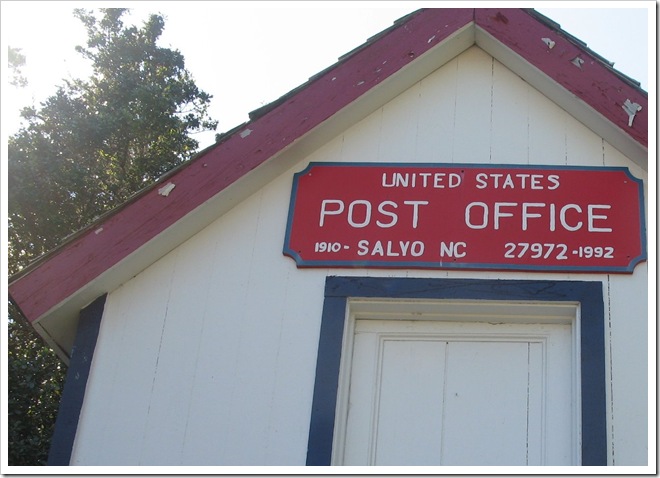 UNITED STATES
POST OFFICE
1910- SALVO NC 27972-1992